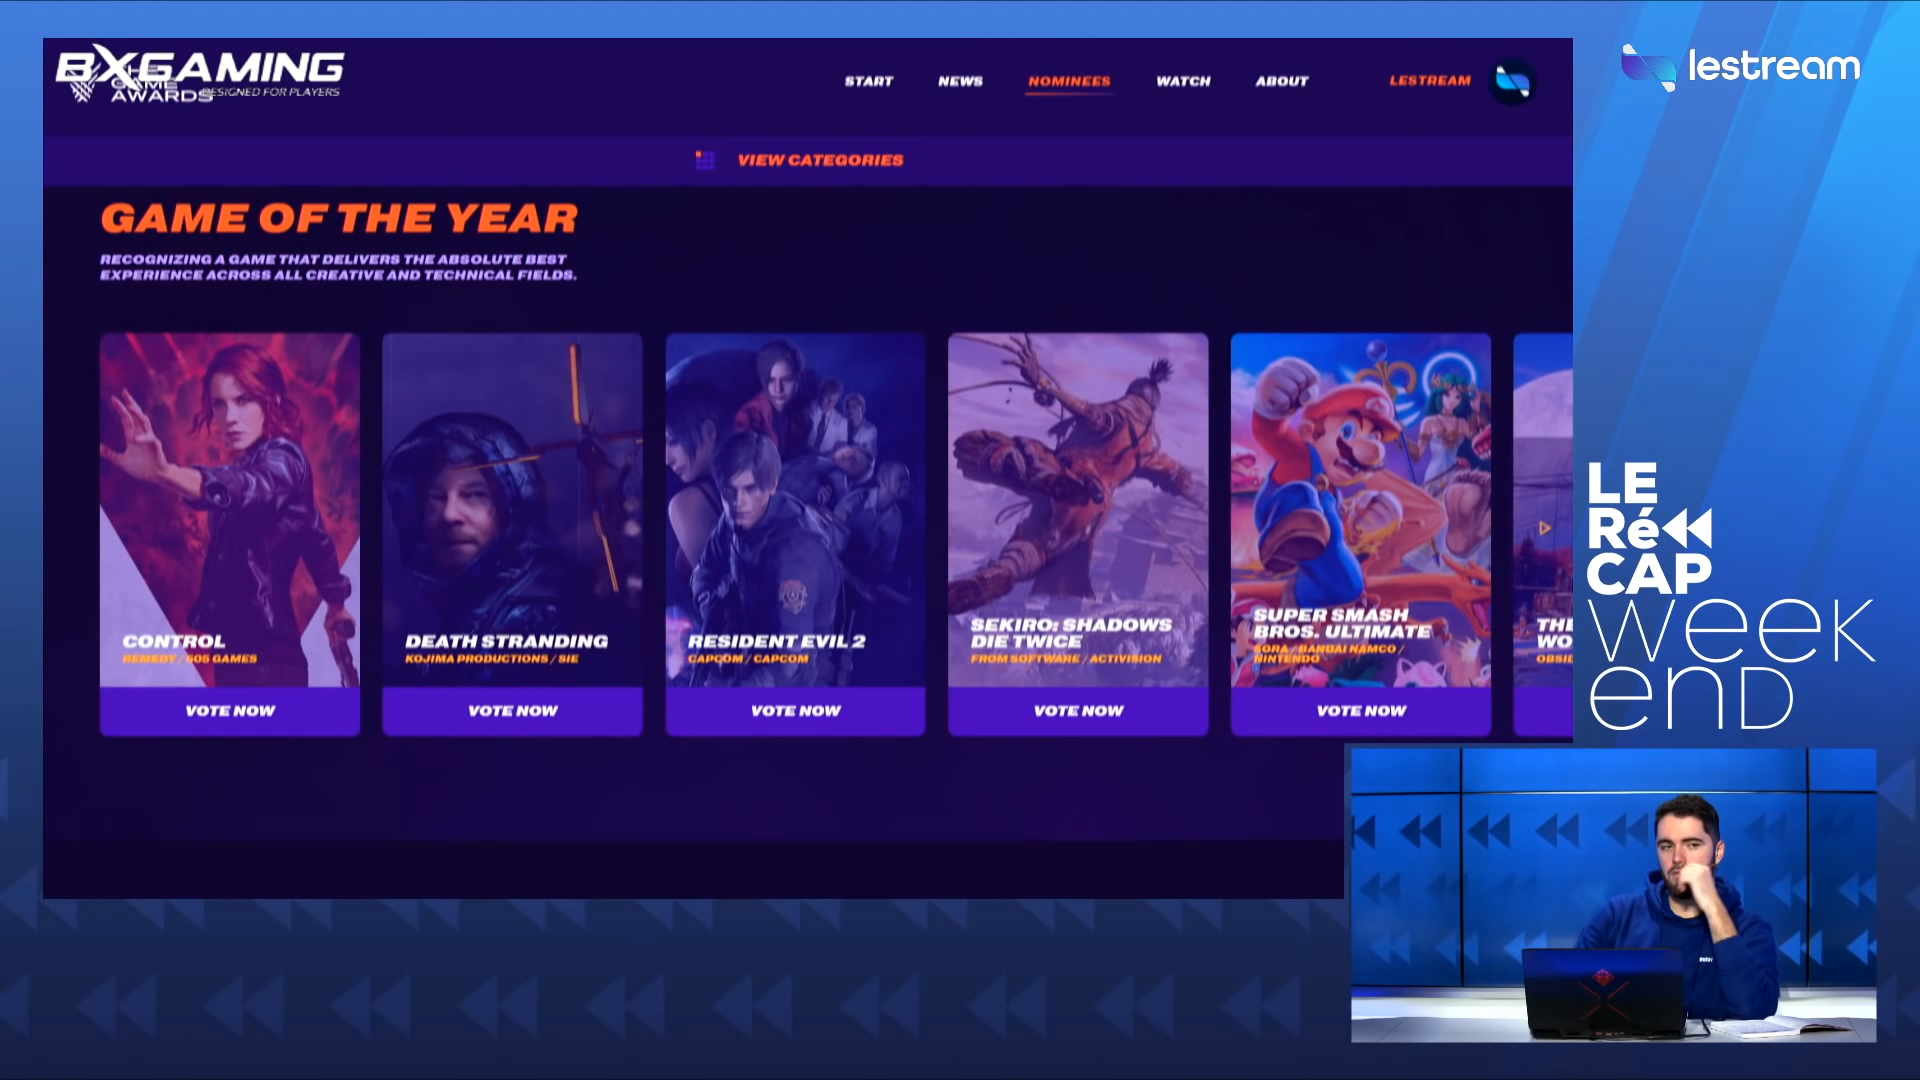 BXGAMING
GAME
AWARDS
DESIGNED FOR PLAYERS
START
NEWS
NOMINEES
WATCH
ABOUT
LESTREAM
lestream
VIEW CATEGORIES
GAME OF THE YEAR
RECOGNIZING A GAME THAT DELIVERS THE ABSOLUTE BEST
EXPERIENCE ACROSS ALL CREATIVE AND TECHNICAL FIELDS.
CONTROL
REMEDY / 505 GAMES
VOTE NOW
DEATH STRANDING
KOJIMA PRODUCTIONS / SIE
VOTE NOW
RESIDENT EVIL 2
CAPCOM / CAPCOM
VOTE NOW
SEKIRO: SHADOWS
DIE TWICE
FROM SOFTWARE / ACTIVISION
VOTE NOW
SUPER SMASH
BROS. ULTIMATE
SORA / BANDAI NAMCO /
NINTENDO
VOTE NOW
THE
WO
OBSID
LE
Ré
CAP
week
end